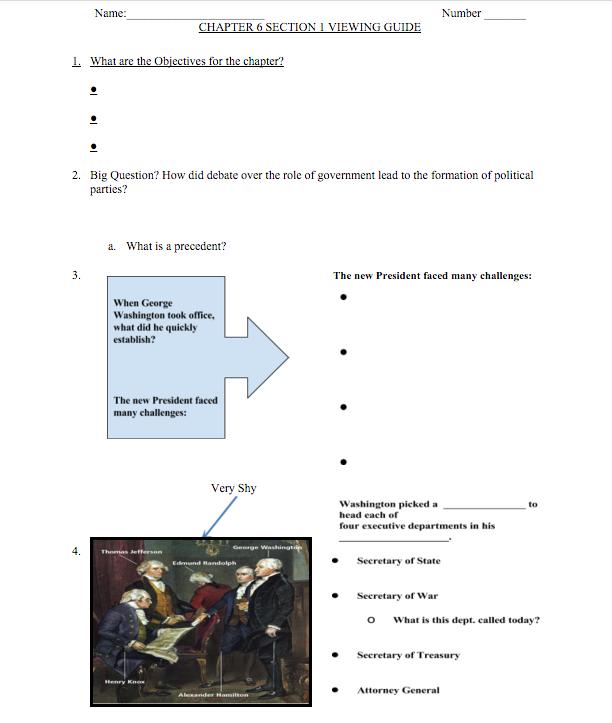 Name:_______________________ Number _______
CHAPTER 6 SECTION 1 VIEWING GUIDE
1. What are the Objectives for the chapter?
•
•
•
2. Big Question? How did debate over the role of government lead to the formation of political
parties?
a. What is a precedent?
3.
When George
Washington took office,
what did he quickly
establish?
The new President faced
many challenges:
The new President faced many challenges:
•
•
•
•
Very Shy
Washington picked a ________________ to
head each of
four executive departments in his
_____________________.
4.
Thomas Jefferson
George Washington
Edmund Randolph
Henry Knox
Alexander Hamilton
• Secretary of State
• Secretary of War
O What is this dept. called today?
• Secretary of Treasury
• Attorney General